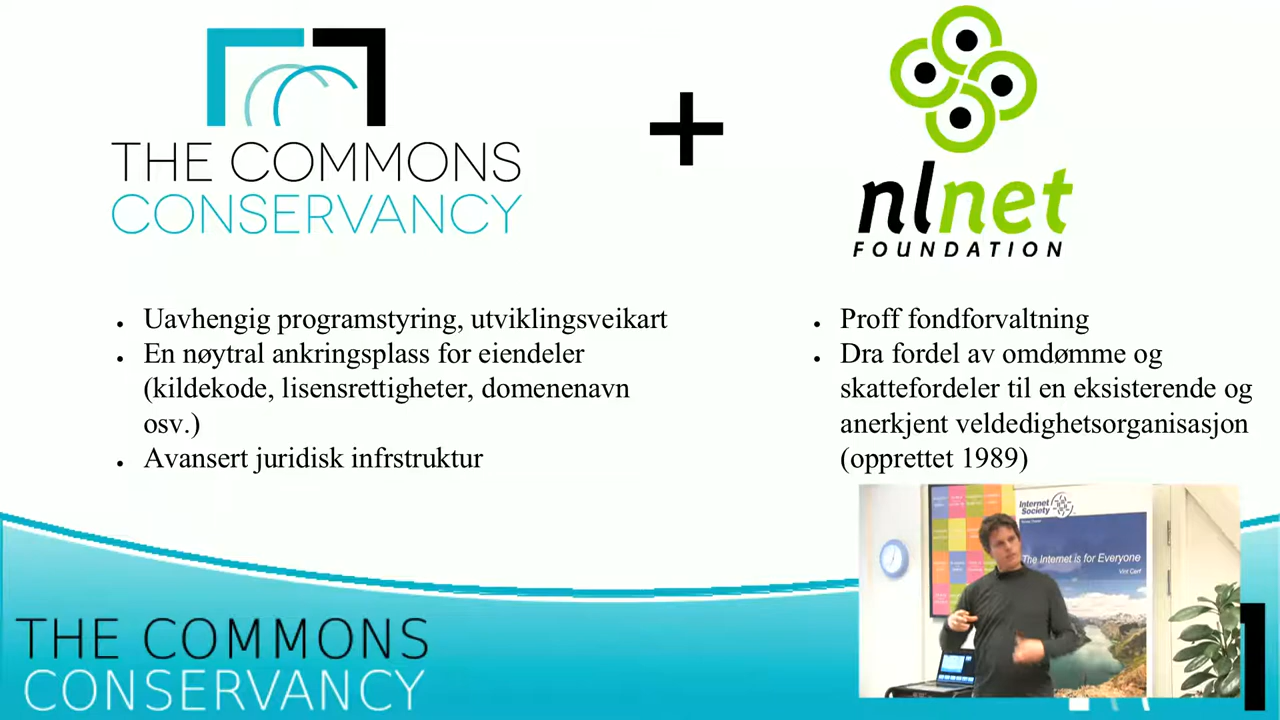 THE COMMONS
CONSERVANCY
+
nlnet
FOUNDATION
● Uavhengig programstyring, utviklingsveikart
● En nøytral ankringsplass for eiendeler
(kildekode, lisensrettigheter, domenenavn
osv.)
● Avansert juridisk infrstruktur
● Proff fondforvaltning
● Dra fordel av omdømme og
skattefordeler til en eksisterende og
anerkjent veldedighetsorganisasjon
(opprettet 1989)
Internet
Society
The Internet is for Everyone
Vint Cerf
THE COMMONS
CONSERVANCY